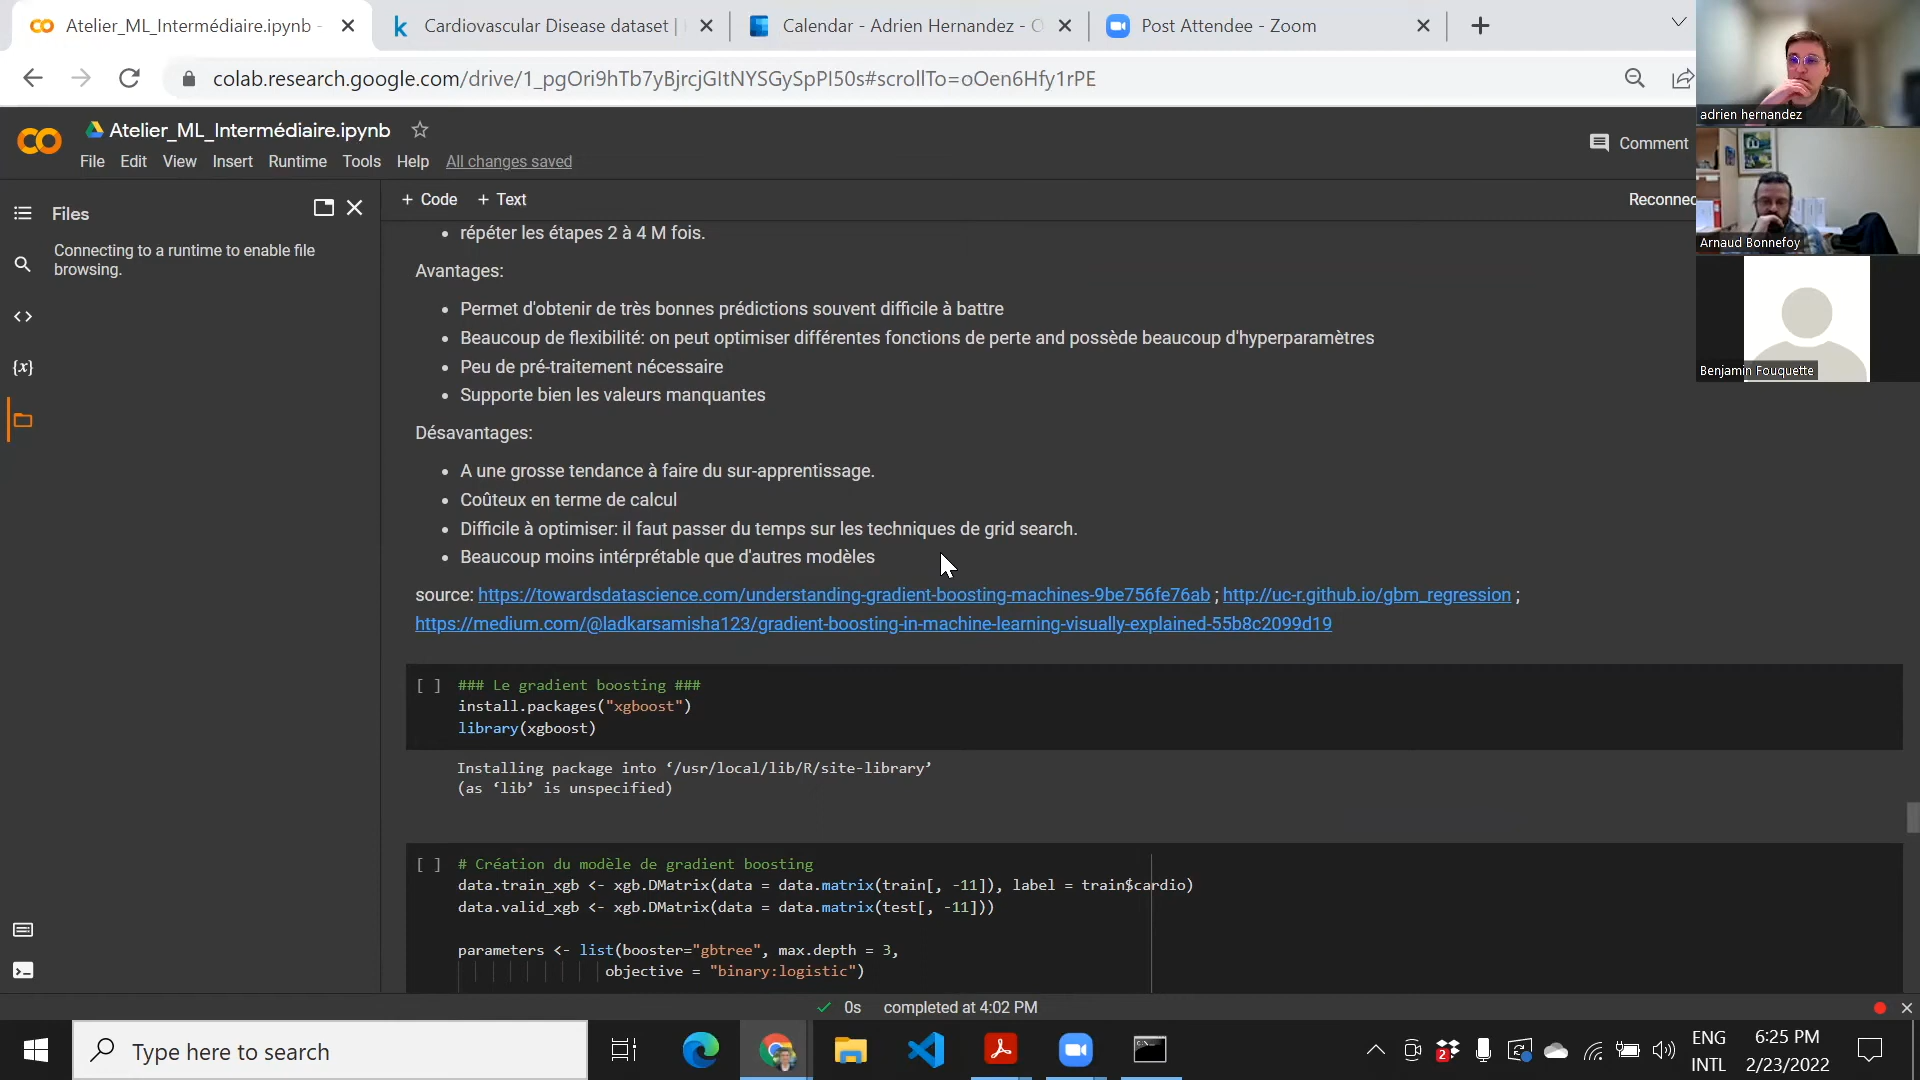 Atelier_ML_Intermédiaire.ipynb -
Cardiovascular Disease dataset |
Calendar - Adrien Hernandez - O
Post Attendee - Zoom
colab.research.google.com/drive/1_pgOri9hTb7yBjrcjGItNYSGySpPI50s#scrollTo=oOen6Hfy1rPE
adrien hernandez
Atelier_ML_Intermédiaire.ipynb
Comment
File Edit View Insert Runtime Tools Help All changes saved
Arnaud Bonnefoy
Benjamin Fouquette
+ Code + Text
Reconnec
Files
Connecting to a runtime to enable file
browsing.
répéter les étapes 2 à 4 M fois.
Avantages:
Permet d'obtenir de très bonnes prédictions souvent difficile à battre
Beaucoup de flexibilité: on peut optimiser différentes fonctions de perte and possède beaucoup d'hyperparamètres
Peu de pré-traitement nécessaire
Supporte bien les valeurs manquantes
Désavantages:
A une grosse tendance à faire du sur-apprentissage.
Coûteux en terme de calcul
Difficile à optimiser: il faut passer du temps sur les techniques de grid search.
Beaucoup moins intérprétable que d'autres modèles
source: https://towardsdatascience.com/understanding-gradient-boosting-machines-9be756fe76ab ; http://uc-r.github.io/gbm_regression ;
https://medium.com/@ladkarsamisha123/gradient-boosting-in-machine-learning-visually-explained-55b8c2099d19
[ ] ### Le gradient boosting ###
install.packages("xgboost")
library(xgboost)
Installing package into ‘/usr/local/lib/R/site-library’
(as ‘lib’ is unspecified)
[ ] # Création du modèle de gradient boosting
data.train_xgb <- xgb.DMatrix(data = data.matrix(train[, -11]), label = train$cardio)
data.valid_xgb <- xgb.DMatrix(data = data.matrix(test[, -11]))
parameters <- list(booster="gbtree", max.depth = 3,
objective = "binary:logistic")
0s completed at 4:02 PM
Type here to search
2
ENG
INTL
6:25 PM
2/23/2022